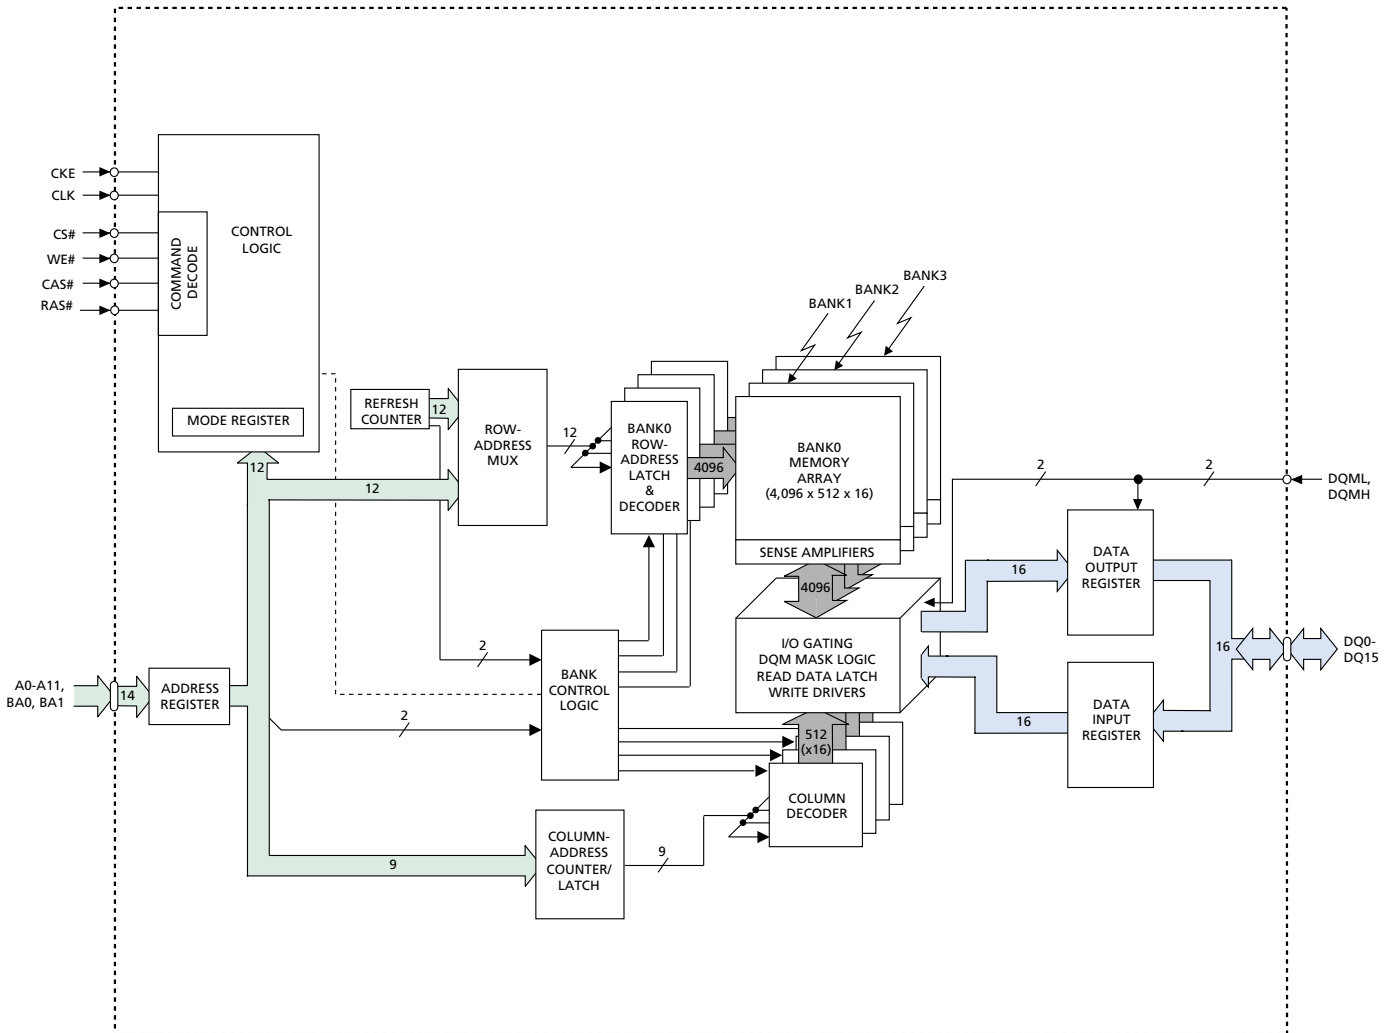 CKE
CLK
CS#
WE#
CAS#
RAS#
COMMAND
DECODE
CONTROL
LOGIC
MODE REGISTER
12
BANK1
BANK2
BANK3
REFRESH
COUNTER
12
12
ROW-
ADDRESS
MUX
12
BANK0
ROW-
ADDRESS
LATCH
&
DECODER
4096
BANK0
MEMORY
ARRAY
(4,096 x 512 x 16)
SENSE AMPLIFIERS
4096
I/O GATING
DQM MASK LOGIC
READ DATA LATCH
WRITE DRIVERS
2
2
DQML,
DQMH
16
DATA
OUTPUT
REGISTER
16
DQ0-
DQ15
16
DATA
INPUT
REGISTER
A0-A11,
BA0, BA1
14
ADDRESS
REGISTER
2
2
BANK
CONTROL
LOGIC
512
(x16)
COLUMN
DECODER
9
COLUMN-
ADDRESS
COUNTER/
LATCH
9